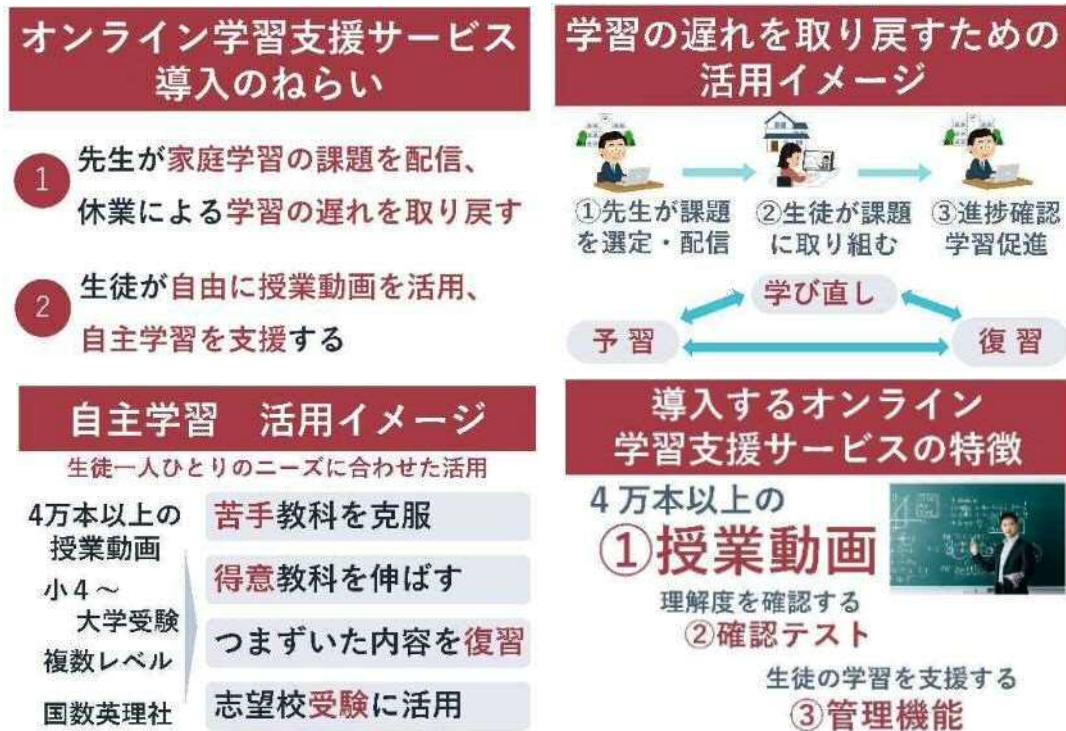 オンライン学習支援サービス
導入のねらい
1 先生が家庭学習の課題を配信、
休業による学習の遅れを取り戻す
2 生徒が自由に授業動画を活用、
自主学習を支援する
学習の遅れを取り戻すための
活用イメージ
①先生が課題
を選定・配信
②生徒が課題
に取り組む
③進捗確認
学習促進
学び直し
予習
復習
自主学習 活用イメージ
生徒一人ひとりのニーズに合わせた活用
4万本以上の
授業動画
小4～
大学受験
複数レベル
国数英理社
苦手教科を克服
得意教科を伸ばす
つまずいた内容を復習
志望校受験に活用
導入するオンライン
学習支援サービスの特徴
4万本以上の
①授業動画
理解度を確認する
②確認テスト
生徒の学習を支援する
③管理機能